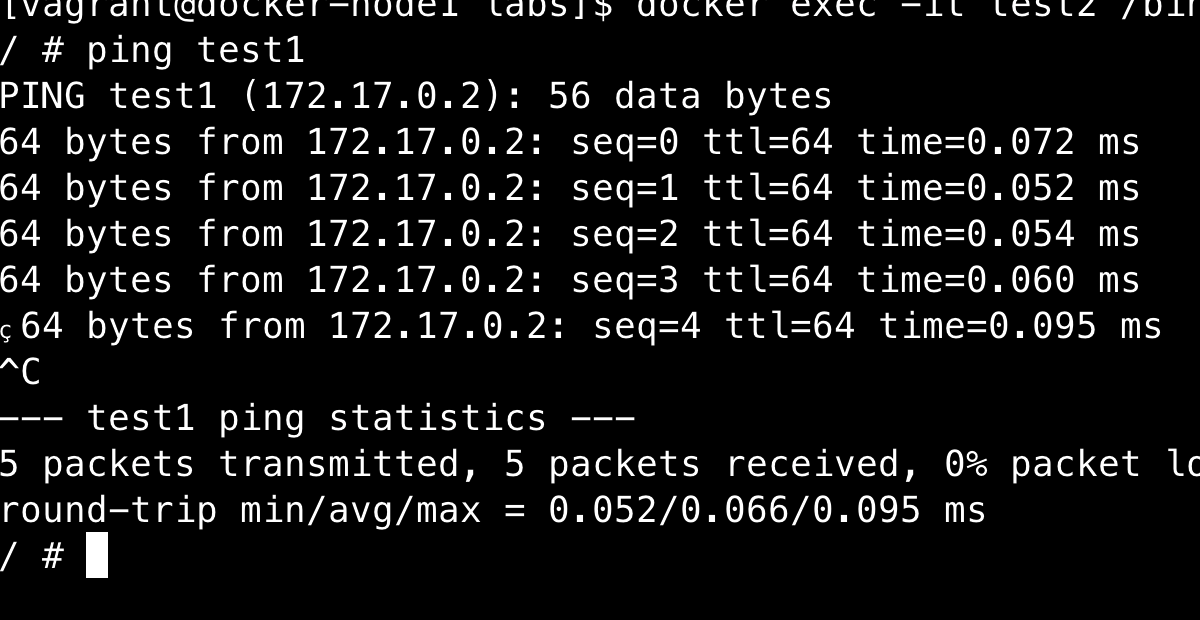 [vagrant@docker-node1 labs]$ docker exec -it test2 /bin
/ # ping test1
PING test1 (172.17.0.2): 56 data bytes
64 bytes from 172.17.0.2: seq=0 ttl=64 time=0.072 ms
64 bytes from 172.17.0.2: seq=1 ttl=64 time=0.052 ms
64 bytes from 172.17.0.2: seq=2 ttl=64 time=0.054 ms
64 bytes from 172.17.0.2: seq=3 ttl=64 time=0.060 ms
ç64 bytes from 172.17.0.2: seq=4 ttl=64 time=0.095 ms
^C
--- test1 ping statistics ---
5 packets transmitted, 5 packets received, 0% packet lo
round-trip min/avg/max = 0.052/0.066/0.095 ms
/ #